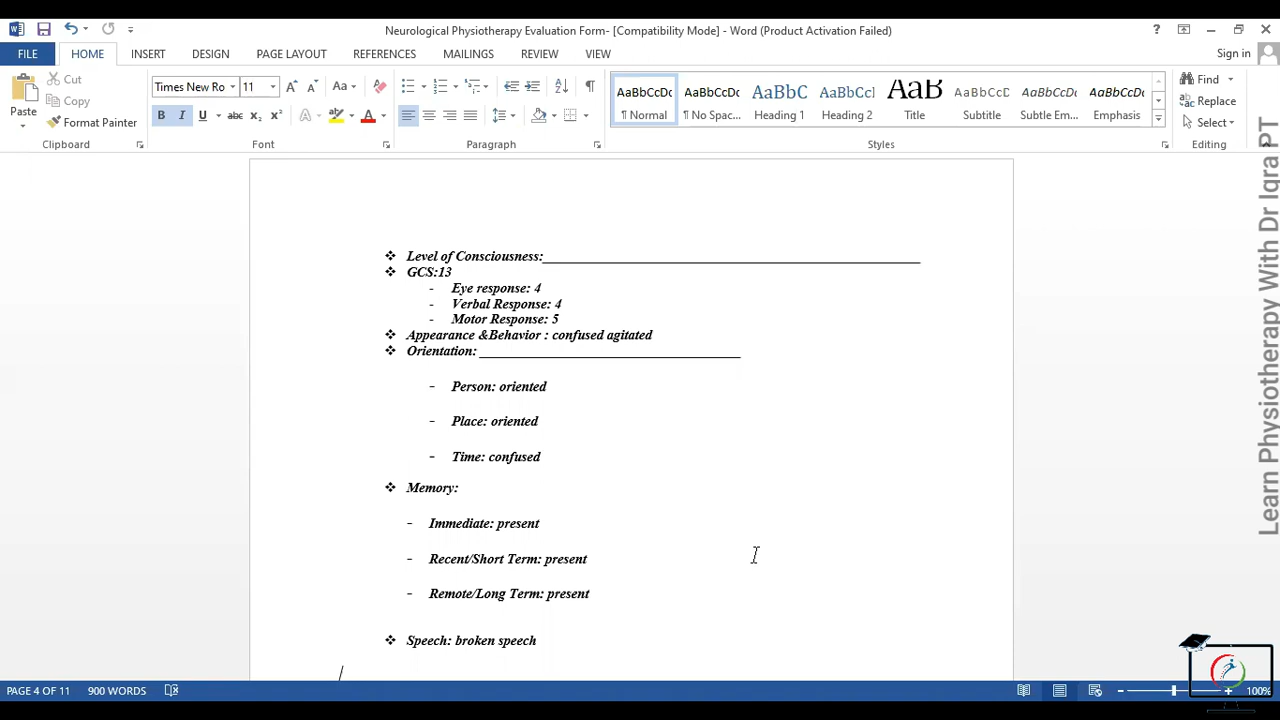 Neurological Physiotherapy Evaluation Form- [Compatibility Mode] - Word (Product Activation Failed)
FILE HOME INSERT DESIGN PAGE LAYOUT REFERENCES MAILINGS REVIEW VIEW Sign in
Paste
Cut
Copy
Format Painter
Clipboard
Times New Ro 11
Font
Paragraph
AaBbCcDc AaBbCcDc AaBbC AaBbCcI AaB AaBbCcD AaBbCcDc AaBbCcDc
¶ Normal ¶ No Spac... Heading 1 Heading 2 Title Subtitle Subtle Em... Emphasis
Styles
Find
Replace
Select
Editing
❖ Level of Consciousness:______________________________
❖ GCS:13
- Eye response: 4
- Verbal Response: 4
- Motor Response: 5
❖ Appearance &Behavior : confused agitated
❖ Orientation: ______________________________
- Person: oriented
- Place: oriented
- Time: confused
❖ Memory:
- Immediate: present
- Recent/Short Term: present
- Remote/Long Term: present
❖ Speech: broken speech
PAGE 4 OF 11 900 WORDS 100%
Learn Physiotherapy With Dr Iqra PT